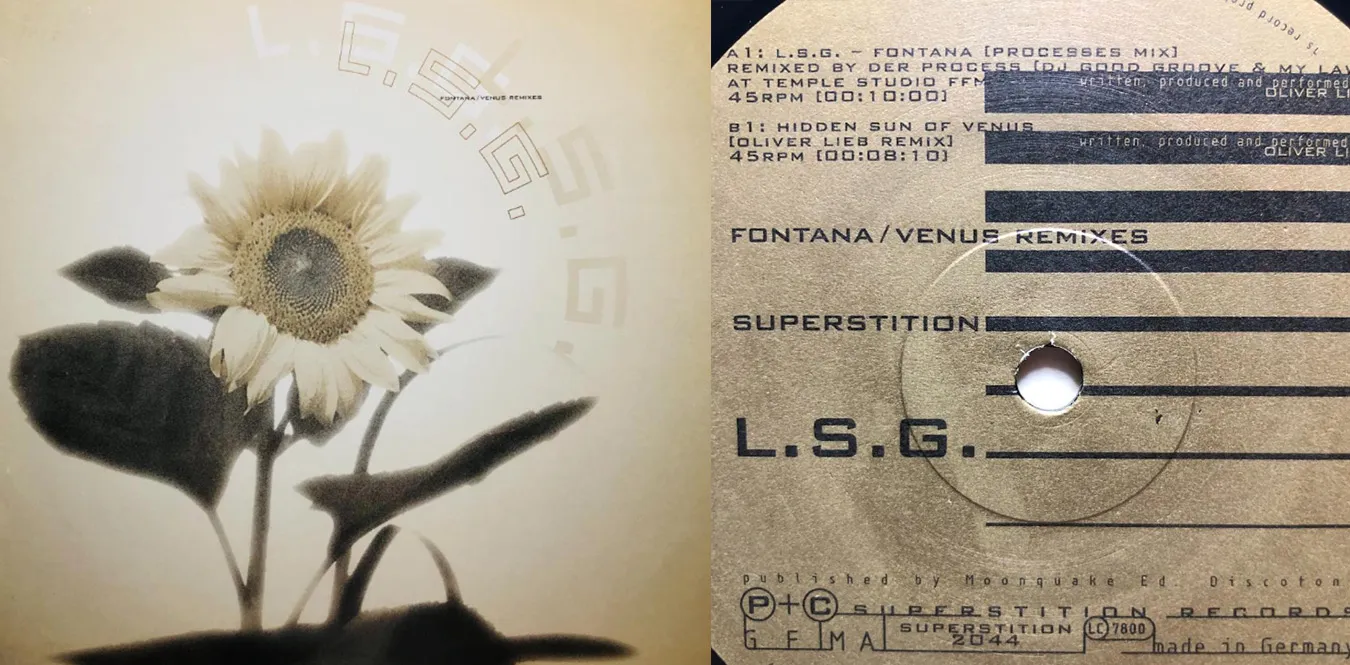 L.S.G.
L.S.G.
FONTANA/VENUS REMIXES
A1: L.S.G. - FONTANA [PROCESSES MIX]
REMIXED BY DER PROCESS [DJ GOOD GROOVE & MY
AT TEMPLE STUDIO FFM
45RPM [00:10:00]
written, produced and performed
OLIVER
B1: HIDDEN SUN OF VENUS
[OLIVER LIEB REMIX]
45RPM [00:08:10]
written, produced and performed
OLIVER
FONTANA/VENUS REMIXES
SUPERSTITION
L.S.G.
published by Moonquake Ed. Discoton
P+C SUPERSTITION RECORDS
GEMA
SUPERSTITION
2044
LC 7800
made in Germany
is record